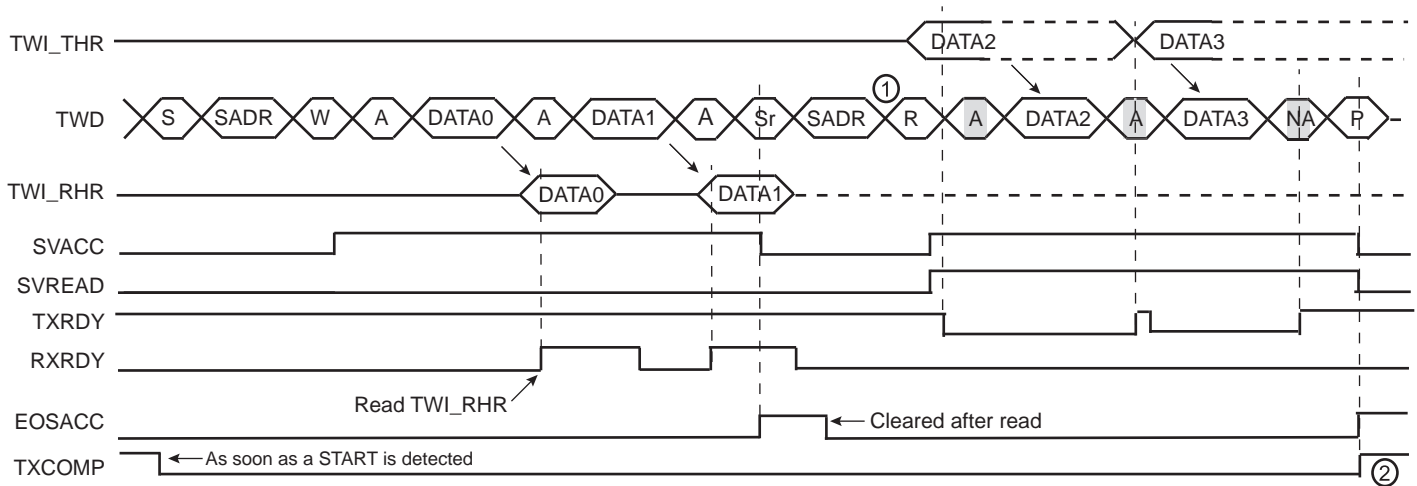 TWI_THR DATA2 DATA3
①
TWD S SADR W A DATA0 A DATA1 A Sr SADR R A DATA2 A DATA3 NA P
TWI_RHR DATA0 DATA1
SVACC
SVREAD
TXRDY
RXRDY
Read TWI_RHR
EOSACC Cleared after read
TXCOMP As soon as a START is detected ②